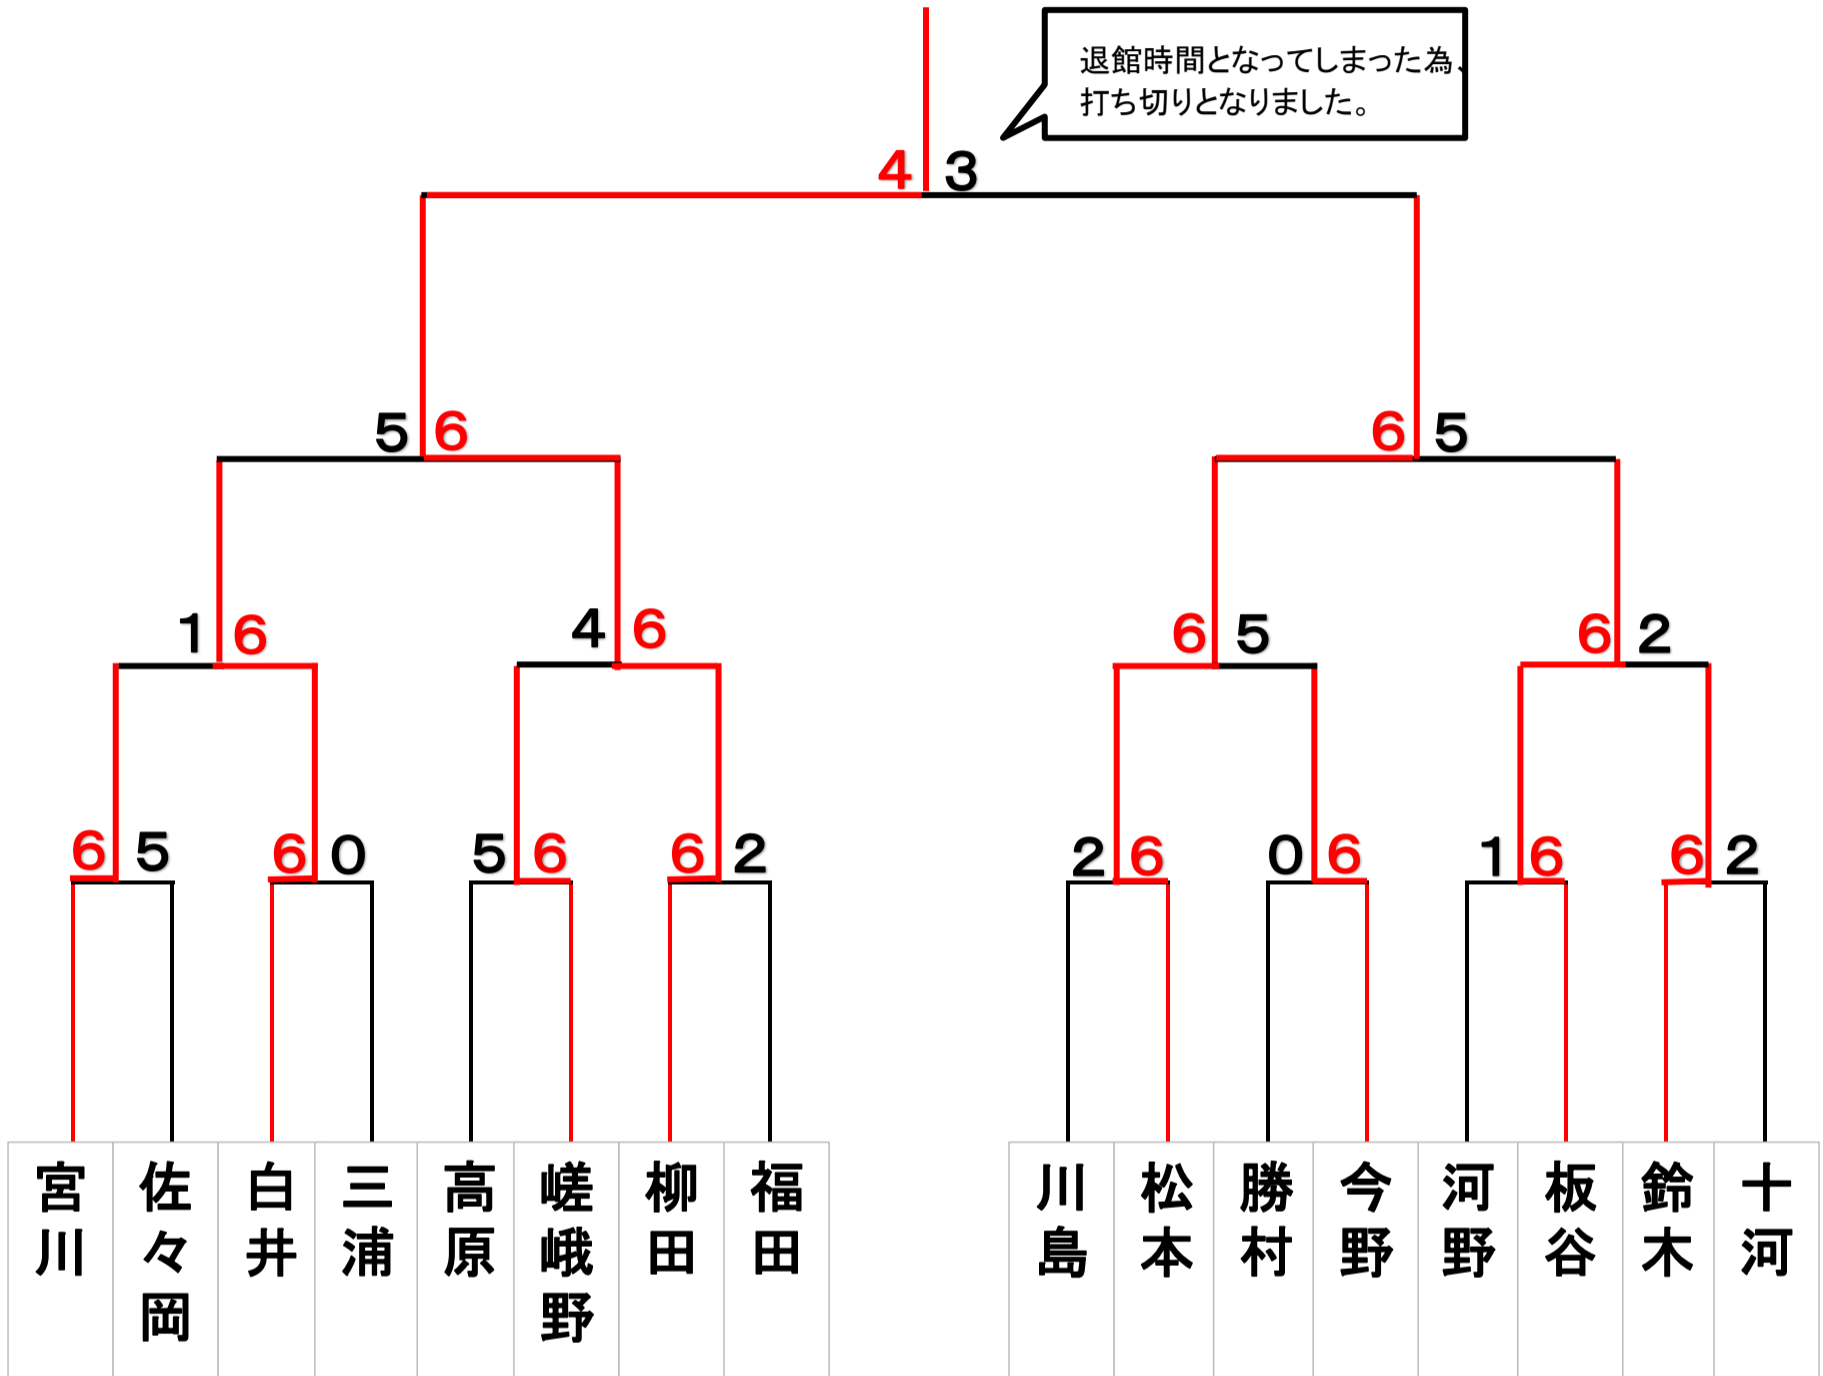 退館時間となってしまった為、
打ち切りとなりました。
4 3
5 6 6 5
1 6 4 6 6 5 6 2
6 5 6 0 5 6 6 2 2 6 0 6 1 6 6 2
宮川
佐々岡
白井
三浦
高原
嵯峨野
柳田
福田
川島
松本
勝村
今野
河野
板谷
鈴木
十河